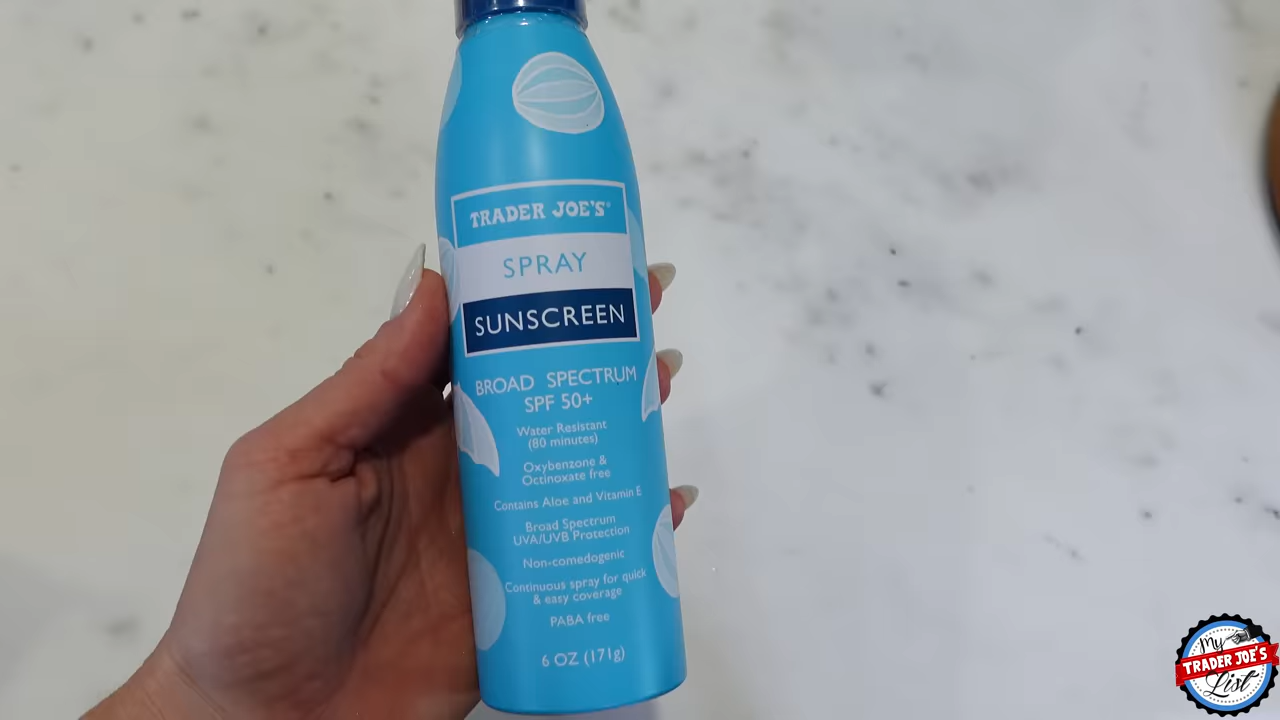 TRADER JOE'S®
SPRAY
SUNSCREEN
BROAD SPECTRUM
SPF 50+
Water Resistant
(80 minutes)
Oxybenzone &
Octinoxate free
Contains Aloe and Vitamin E
Broad Spectrum
UVA/UVB Protection
Non-comedogenic
Continuous spray for quick
& easy coverage
PABA free
6 OZ (171g)
My
TRADER JOE'S
List